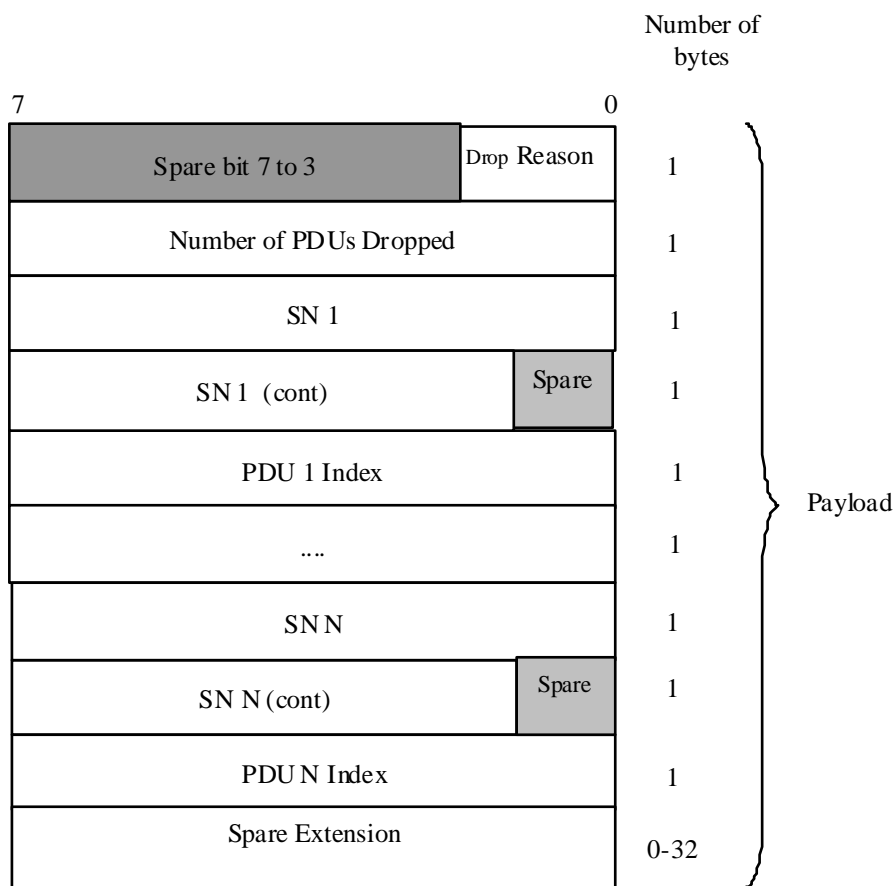 Number of
bytes
7 0
Spare bit 7 to 3 Drop Reason 1
Number of PDUs Dropped 1
SN 1 1
SN 1 (cont) Spare 1
PDU 1 Index 1
Payload
.... 1
SN N 1
SN N (cont) Spare 1
PDU N Index 1
Spare Extension 0-32